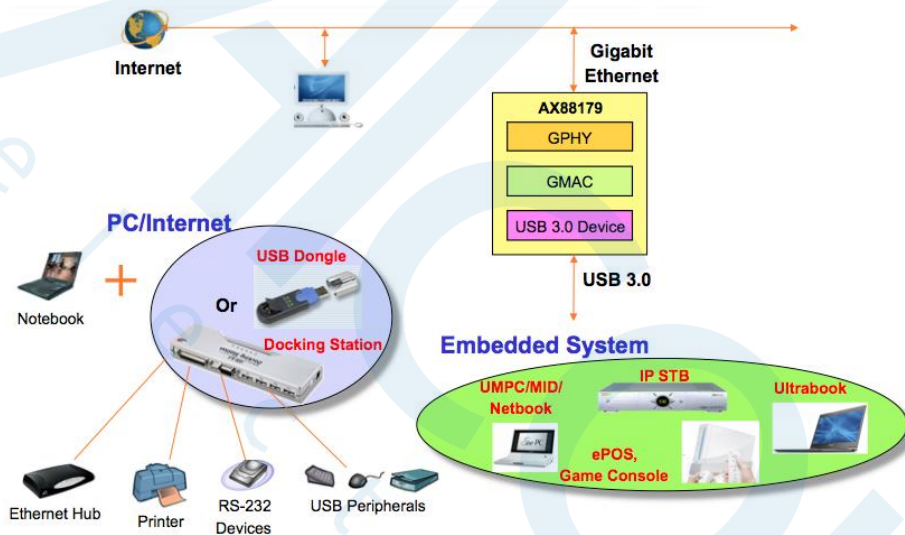 Internet
Gigabit
Ethernet
AX88179
GPHY
GMAC
USB 3.0 Device
USB 3.0
PC/Internet
USB Dongle
Or
Docking Station
Notebook
Docking Station
Ethernet Hub
Printer
RS-232
Devices
USB Peripherals
Embedded System
UMPC/MID/
Netbook
IP STB
Ultrabook
ePOS,
Game Console